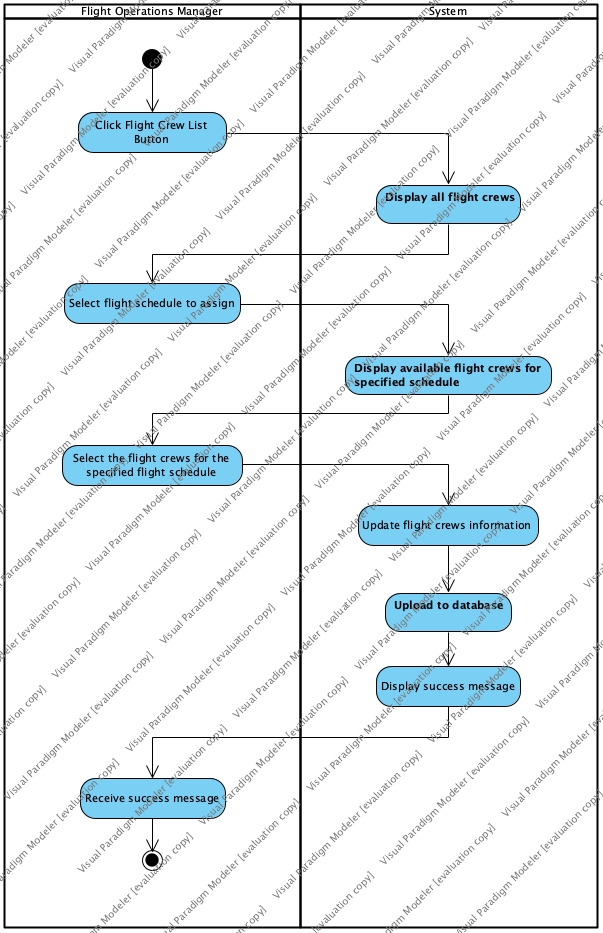 Flight Operations Manager
System
Click Flight Crew List
Button
Display all flight crews
Select flight schedule to assign
Display available flight crews for
specified schedule
Select the flight crews for the
specified flight schedule
Update flight crews information
Upload to database
Display success message
Receive success message
Visual Paradigm Modeler [evaluation copy]